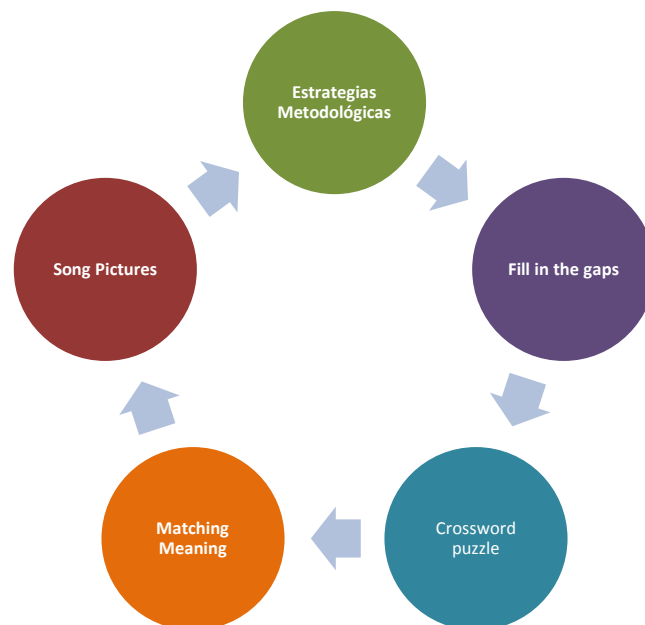 Estrategias
Metodológicas
Fill in the gaps
Crossword
puzzle
Matching
Meaning
Song Pictures